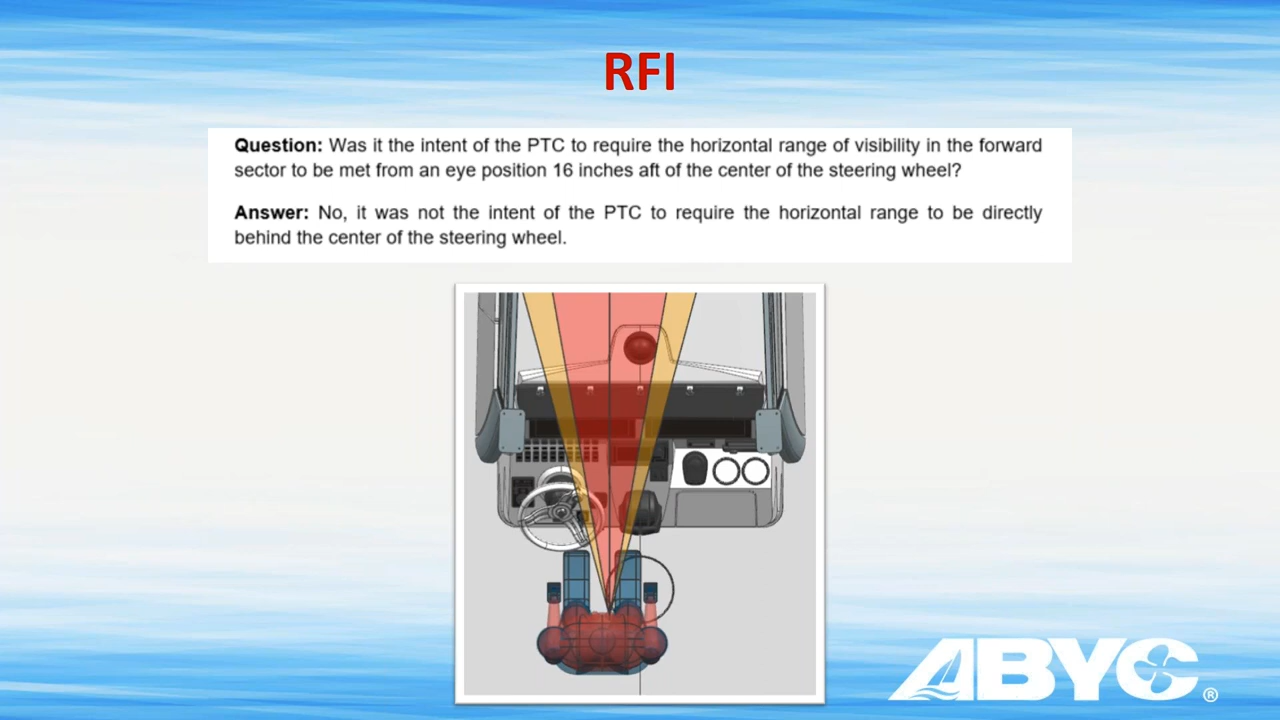 RFI
Question: Was it the intent of the PTC to require the horizontal range of visibility in the forward
sector to be met from an eye position 16 inches aft of the center of the steering wheel?
Answer: No, it was not the intent of the PTC to require the horizontal range to be directly
behind the center of the steering wheel.
ABYC®